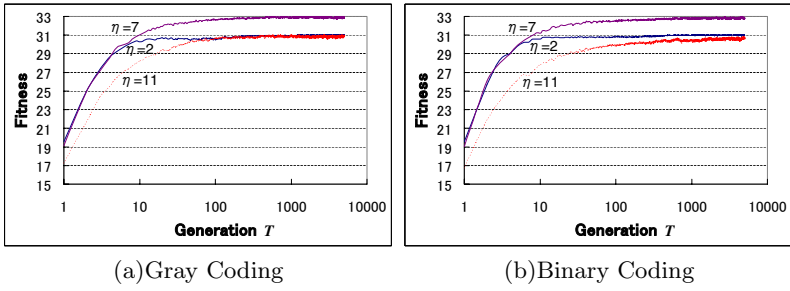 33
31
29
27
25
23
21
19
17
15
Fitness
η=7
η=2
η=11
1
10
100
1000
10000
Generation T
(a)Gray Coding
33
31
29
27
25
23
21
19
17
15
Fitness
η=7
η=2
η=11
1
10
100
1000
10000
Generation T
(b)Binary Coding